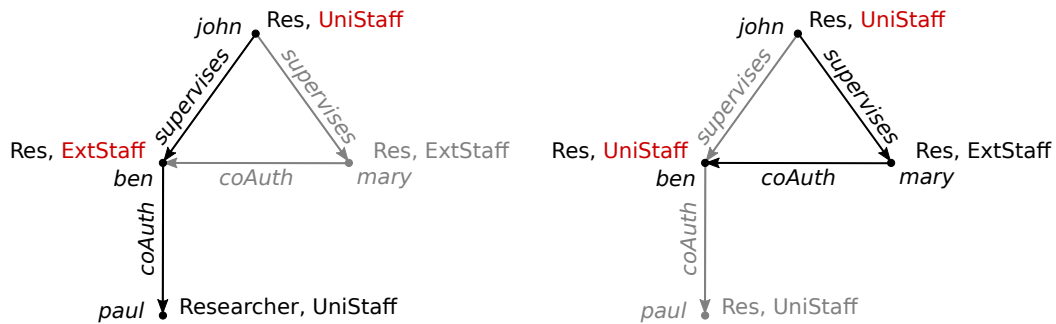 john Res, UniStaff
supervises
supervises
Res, ExtStaff
Res, ExtStaff
ben
coAuth
mary
coAuth
paul
Researcher, UniStaff
john Res, UniStaff
supervises
supervises
Res, UniStaff
Res, ExtStaff
ben
coAuth
mary
coAuth
paul
Res, UniStaff